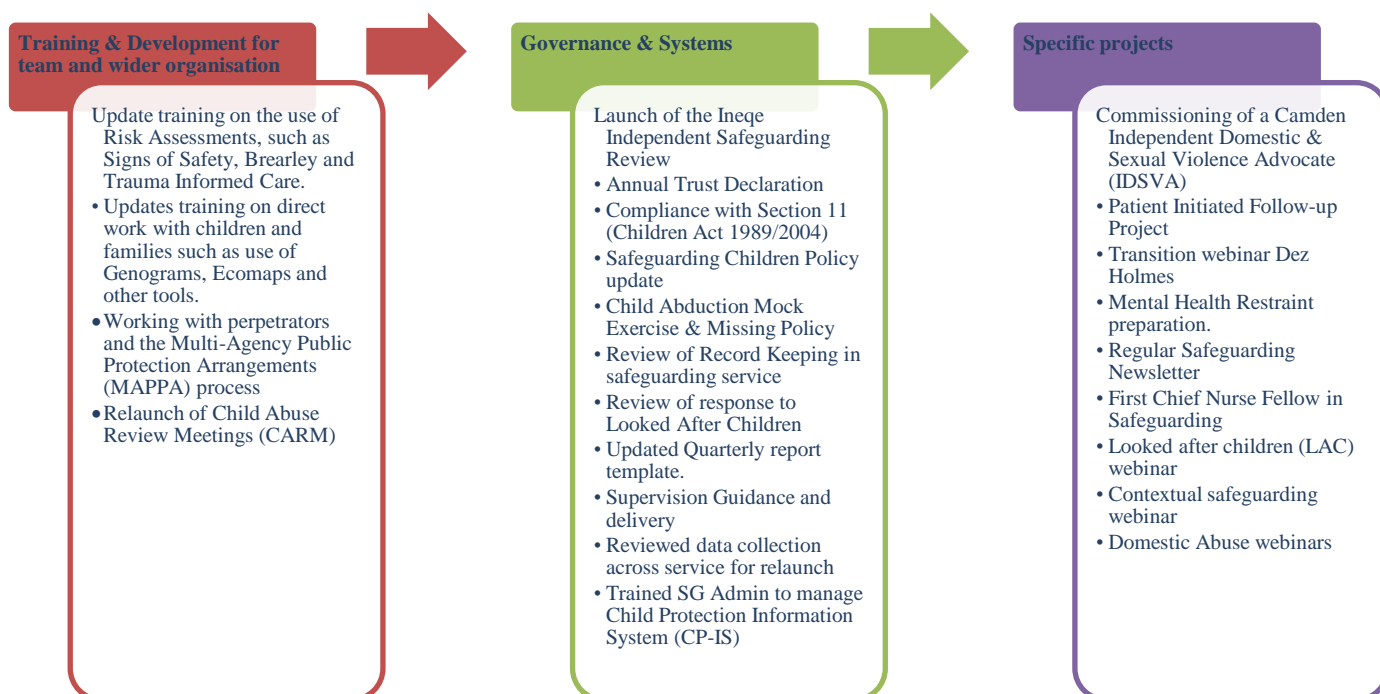 Training & Development for
team and wider organisation
Update training on the use of
Risk Assessments, such as
Signs of Safety, Brearley and
Trauma Informed Care.
• Updates training on direct
work with children and
families such as use of
Genograms, Ecomaps and
other tools.
• Working with perpetrators
and the Multi-Agency Public
Protection Arrangements
(MAPPA) process
• Relaunch of Child Abuse
Review Meetings (CARM)
Governance & Systems
Launch of the Ineqe
Independent Safeguarding
Review
• Annual Trust Declaration
• Compliance with Section 11
(Children Act 1989/2004)
• Safeguarding Children Policy
update
• Child Abduction Mock
Exercise & Missing Policy
• Review of Record Keeping in
safeguarding service
• Review of response to
Looked After Children
• Updated Quarterly report
template.
• Supervision Guidance and
delivery
• Reviewed data collection
across service for relaunch
• Trained SG Admin to manage
Child Protection Information
System (CP-IS)
Specific projects
Commissioning of a Camden
Independent Domestic &
Sexual Violence Advocate
(IDSVA)
• Patient Initiated Follow-up
Project
• Transition webinar Dez
Holmes
• Mental Health Restraint
preparation.
• Regular Safeguarding
Newsletter
• First Chief Nurse Fellow in
Safeguarding
• Looked after children (LAC)
webinar
• Contextual safeguarding
webinar
• Domestic Abuse webinars